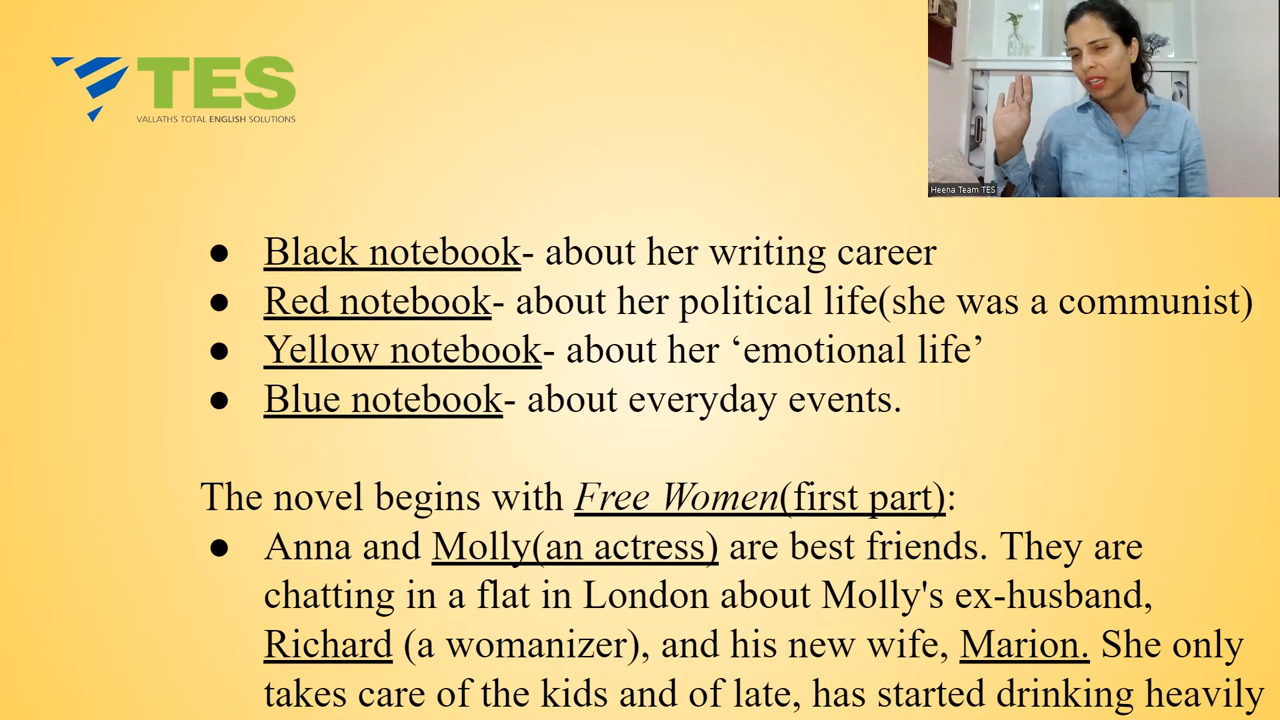 TES
VALLATHS TOTAL ENGLISH SOLUTIONS
Heena Team TES
● Black notebook- about her writing career
● Red notebook- about her political life(she was a communist)
● Yellow notebook- about her ‘emotional life’
● Blue notebook- about everyday events.
The novel begins with Free Women(first part):
● Anna and Molly(an actress) are best friends. They are
chatting in a flat in London about Molly's ex-husband,
Richard (a womanizer), and his new wife, Marion. She only
takes care of the kids and of late, has started drinking heavily